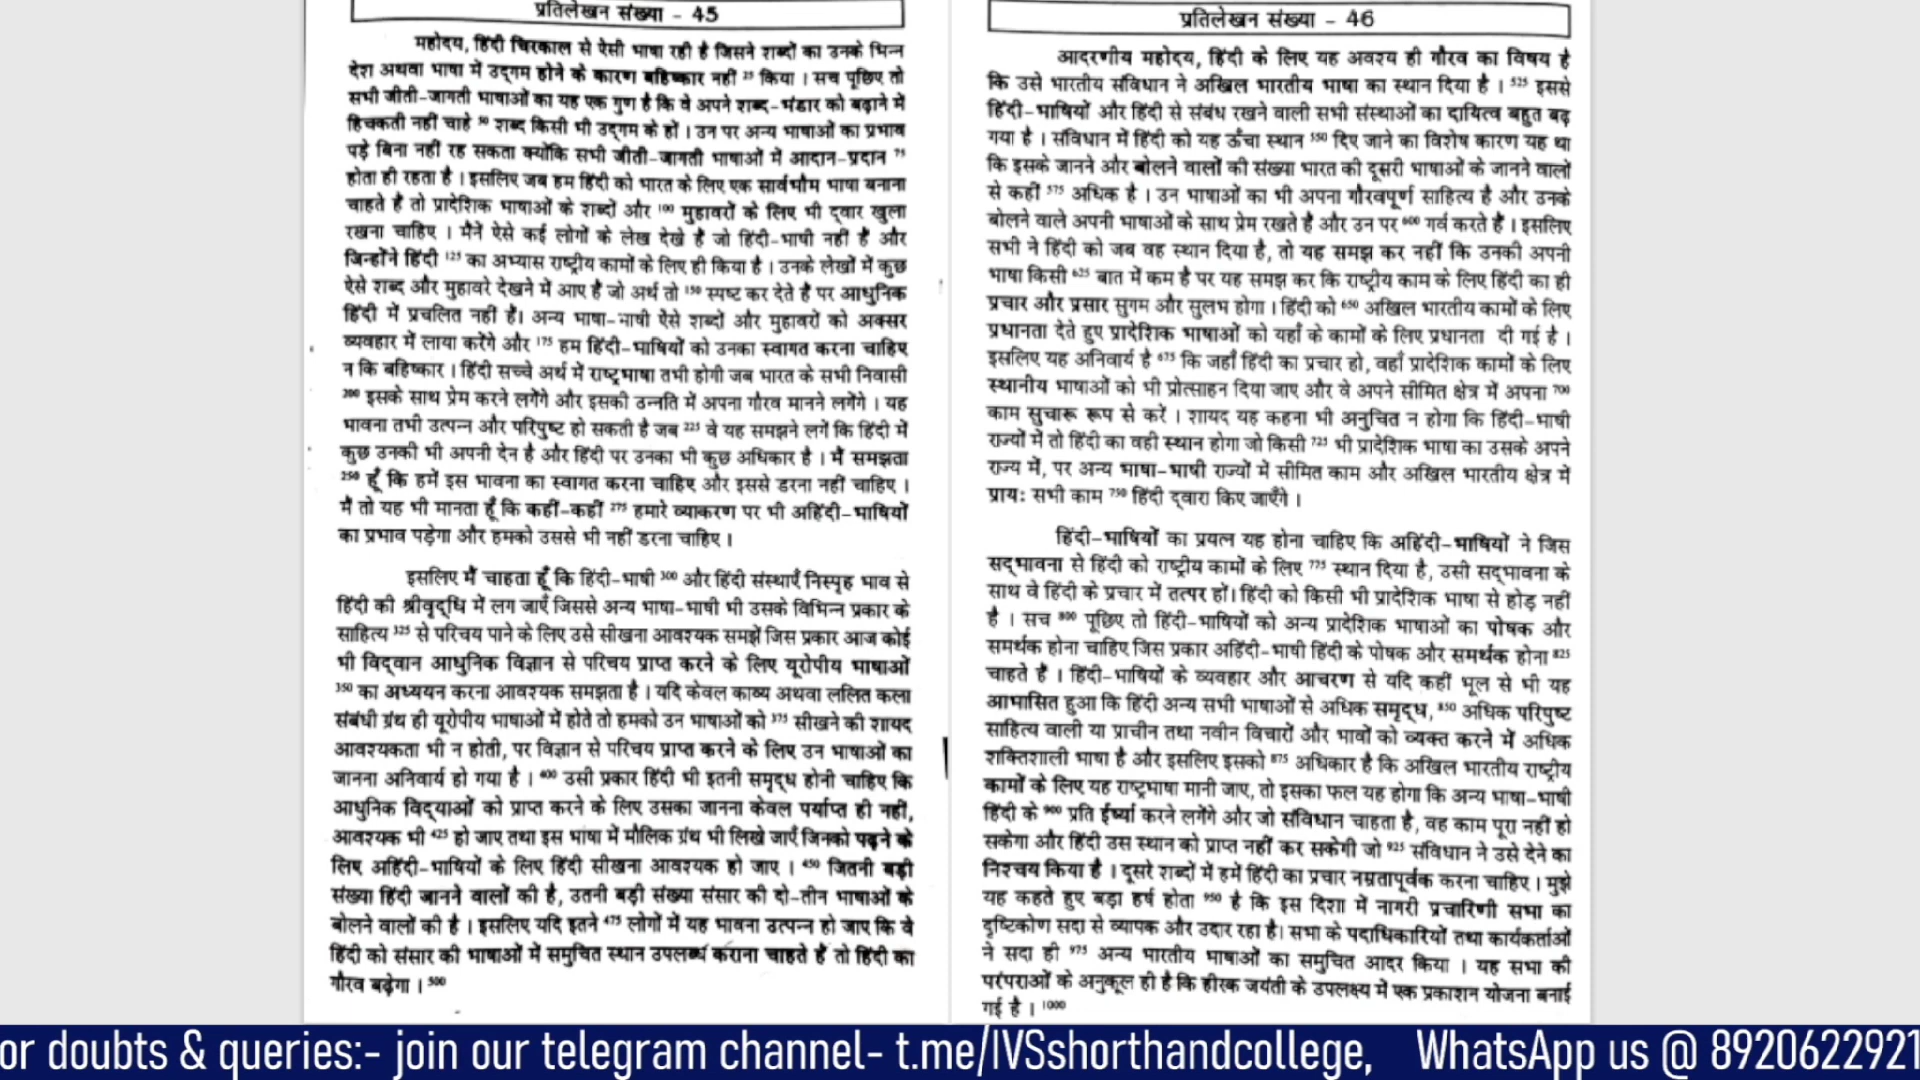 प्रतिलेखन संख्या - 45
महोदय, हिंदी चिरकाल से ऐसी भाषा रही है जिसने शब्दों का उनके भिन्न
देश अथवा भाषा में उद्गम होने के कारण बहिष्कार नहीं 25 किया । सच पूछिए तो
सभी जीती-जागती भाषाओं का यह एक गुण है कि वे अपने शब्द-भंडार को बढ़ाने में
हिचकती नहीं चाहे 50 शब्द किसी भी उद्गम के हों । उन पर अन्य भाषाओं का प्रभाव
पड़े बिना नहीं रह सकता क्योंकि सभी जीती-जागती भाषाओं में आदान-प्रदान 75
होता ही रहता है । इसलिए जब हम हिंदी को भारत के लिए एक सार्वभौम भाषा बनाना
चाहते हैं तो प्रादेशिक भाषाओं के शब्दों और 100 मुहावरों के लिए भी द्वार खुला
रखना चाहिए । मैनें ऐसे कई लोगों के लेख देखे हैं जो हिंदी-भाषी नहीं हैं और
जिन्होंने हिंदी 125 का अभ्यास राष्ट्रीय कामों के लिए ही किया है । उनके लेखों में कुछ
ऐसे शब्द और मुहावरे देखने में आए हैं जो अर्थ तो 150 स्पष्ट कर देते हैं पर आधुनिक
हिंदी में प्रचलित नहीं हैं। अन्य भाषा-भाषी ऐसे शब्दों और मुहावरों को अक्सर
व्यवहार में लाया करेंगे और 175 हम हिंदी-भाषियों को उनका स्वागत करना चाहिए
न कि बहिष्कार । हिंदी सच्चे अर्थ में राष्ट्रभाषा तभी होगी जब भारत के सभी निवासी
200 इसके साथ प्रेम करने लगेंगे और इसकी उन्नति में अपना गौरव मानने लगेंगे । यह
भावना तभी उत्पन्न और परिपुष्ट हो सकती है जब 225 वे यह समझने लगें कि हिंदी में
कुछ उनकी भी अपनी देन है और हिंदी पर उनका भी कुछ अधिकार है । मैं समझता
250 हूँ कि हमें इस भावना का स्वागत करना चाहिए और इससे डरना नहीं चाहिए ।
मैं तो यह भी मानता हूँ कि कहीं-कहीं 275 हमारे व्याकरण पर भी अहिंदी-भाषियों
का प्रभाव पड़ेगा और हमको उससे भी नहीं डरना चाहिए ।
इसलिए मैं चाहता हूँ कि हिंदी-भाषी 300 और हिंदी संस्थाएँ निस्पृह भाव से
हिंदी की श्रीवृद्धि में लग जाएँ जिससे अन्य भाषा-भाषी भी उसके विभिन्न प्रकार के
साहित्य 325 से परिचय पाने के लिए उसे सीखना आवश्यक समझें जिस प्रकार आज कोई
भी विद्वान आधुनिक विज्ञान से परिचय प्राप्त करने के लिए यूरोपीय भाषाओं
350 का अध्ययन करना आवश्यक समझता है । यदि केवल काव्य अथवा ललित कला
संबंधी ग्रंथ ही यूरोपीय भाषाओं में होते तो हमको उन भाषाओं को 375 सीखने की शायद
आवश्यकता भी न होती, पर विज्ञान से परिचय प्राप्त करने के लिए उन भाषाओं का
जानना अनिवार्य हो गया है । 400 उसी प्रकार हिंदी भी इतनी समृद्ध होनी चाहिए कि
आधुनिक विद्याओं को प्राप्त करने के लिए उसका जानना केवल पर्याप्त ही नहीं,
आवश्यक भी 425 हो जाए तथा इस भाषा में मौलिक ग्रंथ भी लिखे जाएँ जिनको पढ़ने के
लिए अहिंदी-भाषियों के लिए हिंदी सीखना आवश्यक हो जाए । 450 जितनी बड़ी
संख्या हिंदी जानने वालों की है, उतनी बड़ी संख्या संसार की दो-तीन भाषाओं के
बोलने वालों की है । इसलिए यदि इतने 475 लोगों में यह भावना उत्पन्न हो जाए कि वे
हिंदी को संसार की भाषाओं में समुचित स्थान उपलब्ध कराना चाहते हैं तो हिंदी का
गौरव बढ़ेगा । 500
प्रतिलेखन संख्या - 46
आदरणीय महोदय, हिंदी के लिए यह अवश्य ही गौरव का विषय है
कि उसे भारतीय संविधान ने अखिल भारतीय भाषा का स्थान दिया है । 525 इससे
हिंदी-भाषियों और हिंदी से संबंध रखने वाली सभी संस्थाओं का दायित्व बहुत बढ़
गया है । संविधान में हिंदी को यह ऊँचा स्थान 550 दिए जाने का विशेष कारण यह था
कि इसके जानने और बोलने वालों की संख्या भारत की दूसरी भाषाओं के जानने वालों
से कहीं 575 अधिक है । उन भाषाओं का भी अपना गौरवपूर्ण साहित्य है और उनके
बोलने वाले अपनी भाषाओं के साथ प्रेम रखते हैं और उन पर 600 गर्व करते हैं । इसलिए
सभी ने हिंदी को जब वह स्थान दिया है, तो यह समझ कर नहीं कि उनकी अपनी
भाषा किसी 625 बात में कम है पर यह समझ कर कि राष्ट्रीय काम के लिए हिंदी का ही
प्रचार और प्रसार सुगम और सुलभ होगा । हिंदी को 650 अखिल भारतीय कामों के लिए
प्रधानता देते हुए प्रादेशिक भाषाओं को यहाँ के कामों के लिए प्रधानता दी गई है ।
इसलिए यह अनिवार्य है 675 कि जहाँ हिंदी का प्रचार हो, वहाँ प्रादेशिक कामों के लिए
स्थानीय भाषाओं को भी प्रोत्साहन दिया जाए और वे अपने सीमित क्षेत्र में अपना 700
काम सुचारू रूप से करें । शायद यह कहना भी अनुचित न होगा कि हिंदी-भाषी
राज्यों में तो हिंदी का वही स्थान होगा जो किसी 725 भी प्रादेशिक भाषा का उसके अपने
राज्य में, पर अन्य भाषा-भाषी राज्यों में सीमित काम और अखिल भारतीय क्षेत्र में
प्रायः सभी काम 750 हिंदी द्वारा किए जाएँगे ।
हिंदी-भाषियों का प्रयत्न यह होना चाहिए कि अहिंदी-भाषियों ने जिस
सद्भावना से हिंदी को राष्ट्रीय कामों के लिए 775 स्थान दिया है, उसी सद्भावना के
साथ वे हिंदी के प्रचार में तत्पर हों। हिंदी को किसी भी प्रादेशिक भाषा से होड़ नहीं
है । सच 800 पूछिए तो हिंदी-भाषियों को अन्य प्रादेशिक भाषाओं का पोषक और
समर्थक होना चाहिए जिस प्रकार अहिंदी-भाषी हिंदी के पोषक और समर्थक होना 825
चाहते हैं । हिंदी-भाषियों के व्यवहार और आचरण से यदि कहीं भूल से भी यह
आभासित हुआ कि हिंदी अन्य सभी भाषाओं से अधिक समृद्ध, 850 अधिक परिपुष्ट
साहित्य वाली या प्राचीन तथा नवीन विचारों और भावों को व्यक्त करने में अधिक
शक्तिशाली भाषा है और इसलिए इसको 875 अधिकार है कि अखिल भारतीय राष्ट्रीय
कामों के लिए यह राष्ट्रभाषा मानी जाए, तो इसका फल यह होगा कि अन्य भाषा-भाषी
हिंदी के 900 प्रति ईर्ष्या करने लगेंगे और जो संविधान चाहता है, वह काम पूरा नहीं हो
सकेगा और हिंदी उस स्थान को प्राप्त नहीं कर सकेगी जो 925 संविधान ने उसे देने का
निश्चय किया है । दूसरे शब्दों में हमें हिंदी का प्रचार नम्रतापूर्वक करना चाहिए । मुझे
यह कहते हुए बड़ा हर्ष होता 950 है कि इस दिशा में नागरी प्रचारिणी सभा का
दृष्टिकोण सदा से व्यापक और उदार रहा है। सभा के पदाधिकारियों तथा कार्यकर्ताओं
ने सदा ही 975 अन्य भारतीय भाषाओं का समुचित आदर किया । यह सभा की
परंपराओं के अनुकूल ही है कि हीरक जयंती के उपलक्ष्य में एक प्रकाशन योजना बनाई
गई है । 1000
or doubts & queries:- join our telegram channel- t.me/IVSshorthandcollege, WhatsApp us @ 8920622921